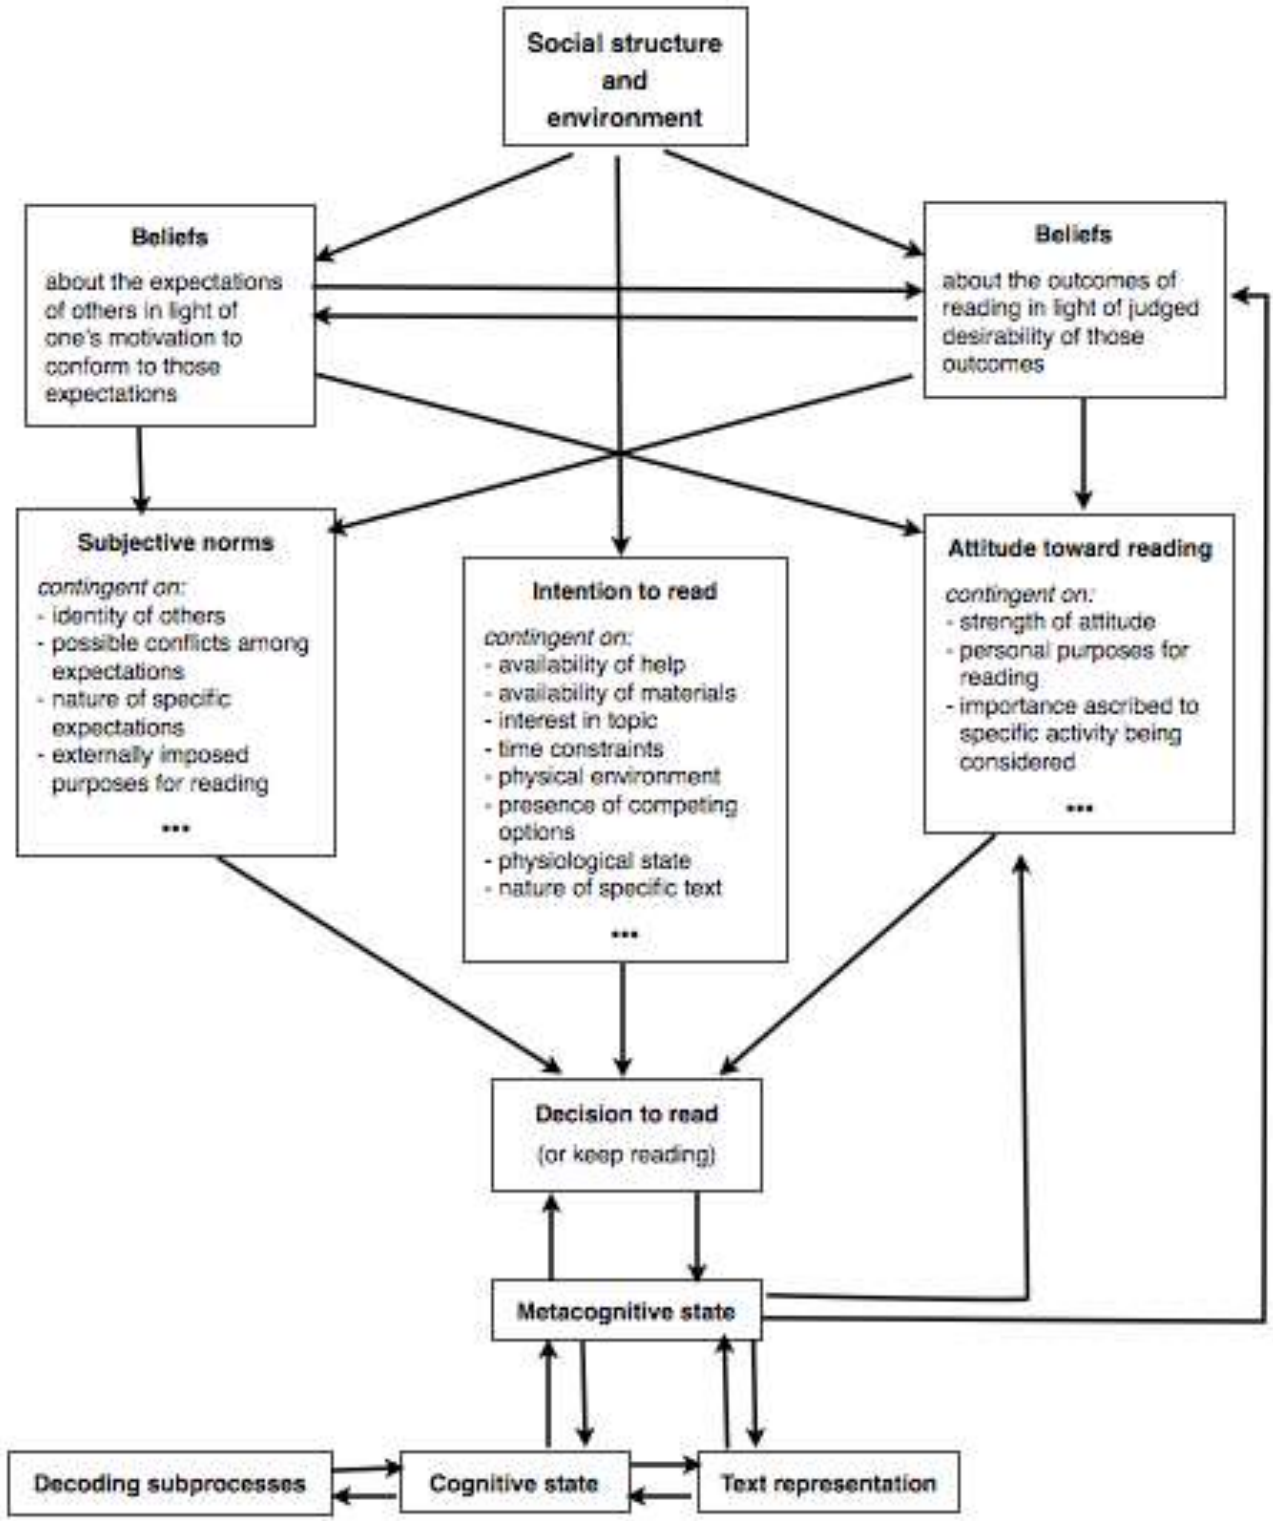 Social structure
and
environment
Beliefs
about the expectations
of others in light of
one's motivation to
conform to those
expectations
Beliefs
about the outcomes of
reading in light of judged
desirability of those
outcomes
Subjective norms
contingent on:
- identity of others
- possible conflicts among
expectations
- nature of specific
expectations
- externally imposed
purposes for reading
...
Intention to read
contingent on:
- availability of help
- availability of materials
- interest in topic
- time constraints
- physical environment
- presence of competing
options
- physiological state
- nature of specific text
...
Attitude toward reading
contingent on:
- strength of attitude
- personal purposes for
reading
- importance ascribed to
specific activity being
considered
...
Decision to read
(or keep reading)
Metacognitive state
Decoding subprocesses
Cognitive state
Text representation